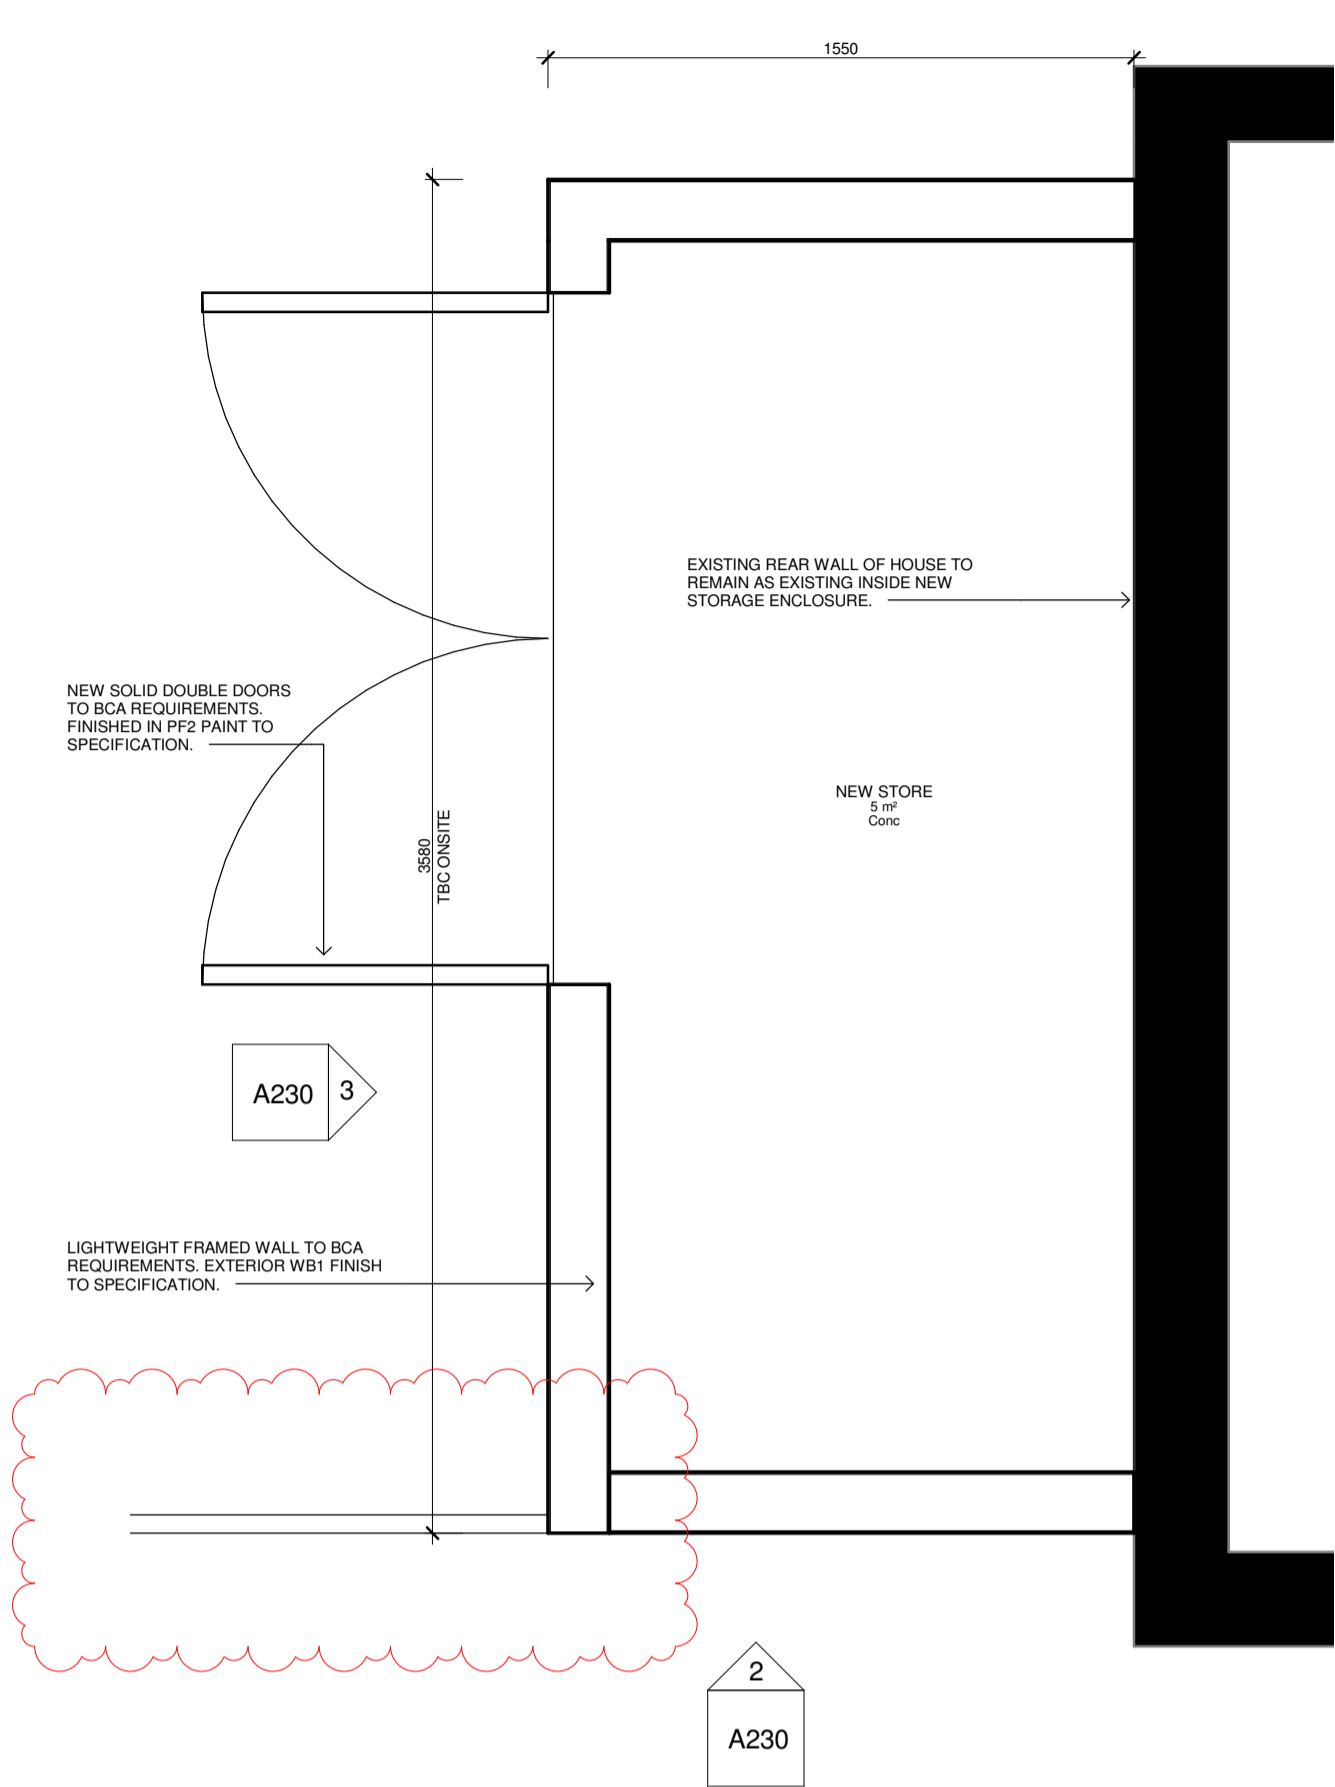 1550
EXISTING REAR WALL OF HOUSE TO
REMAIN AS EXISTING INSIDE NEW
STORAGE ENCLOSURE.
NEW SOLID DOUBLE DOORS
TO BCA REQUIREMENTS.
FINISHED IN PF2 PAINT TO
SPECIFICATION.
NEW STORE
5 m²
Conc
3580
TBC ONSITE
A230
3
LIGHTWEIGHT FRAMED WALL TO BCA
REQUIREMENTS. EXTERIOR WB1 FINISH
TO SPECIFICATION.
2
A230